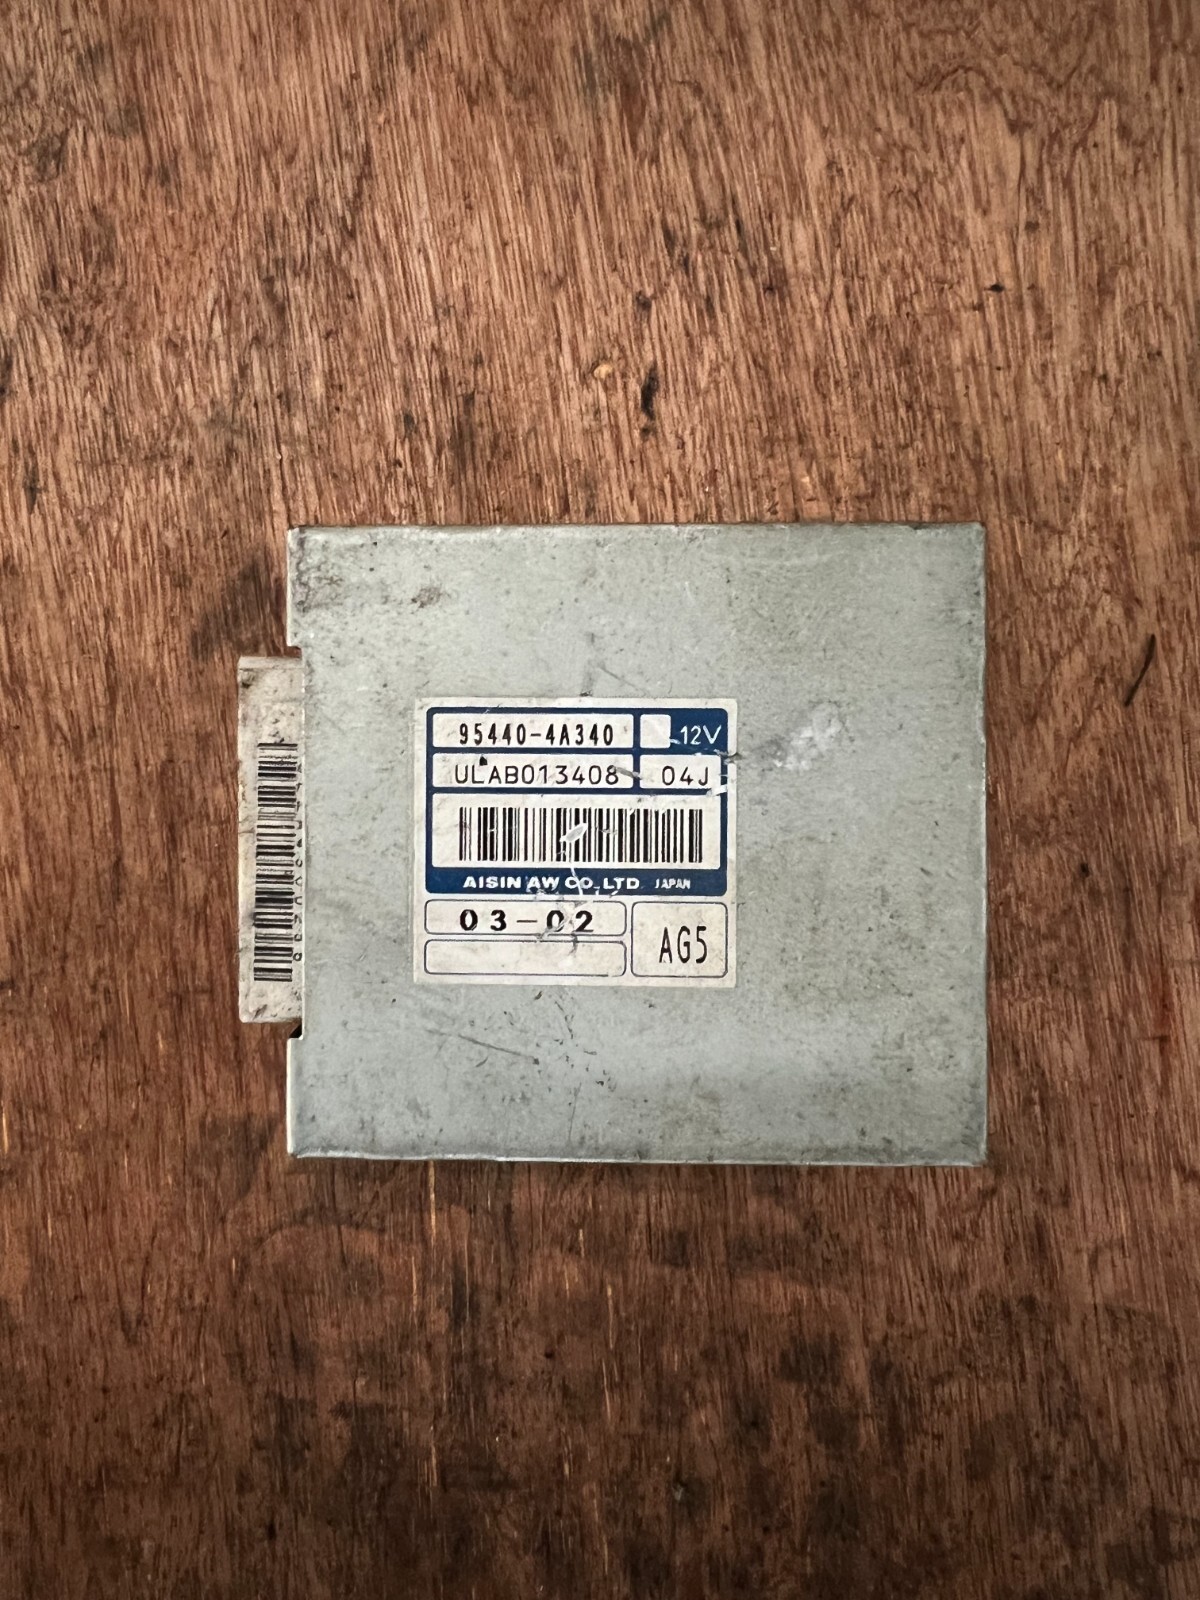 95440-4A340
12V
ULAB013408
04J
AISIN AW CO., LTD JAPAN
03-02
AG5